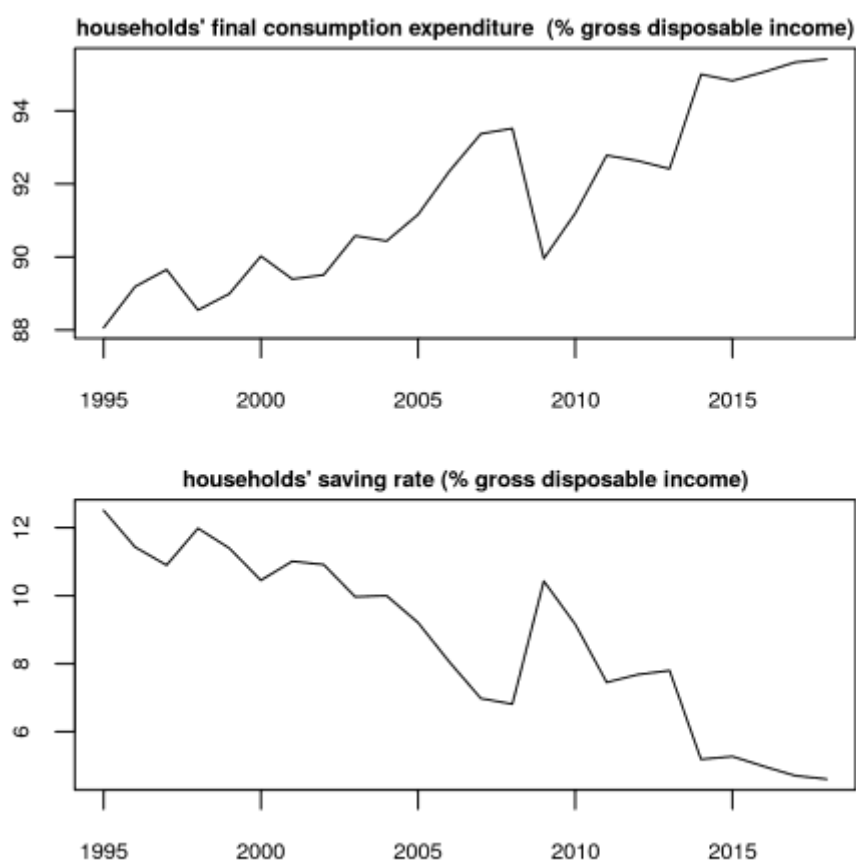 households' final consumption expenditure  (% gross disposable income)
94
92
90
88
1995 2000 2005 2010 2015
households' saving rate (% gross disposable income)
12
10
8
6
1995 2000 2005 2010 2015